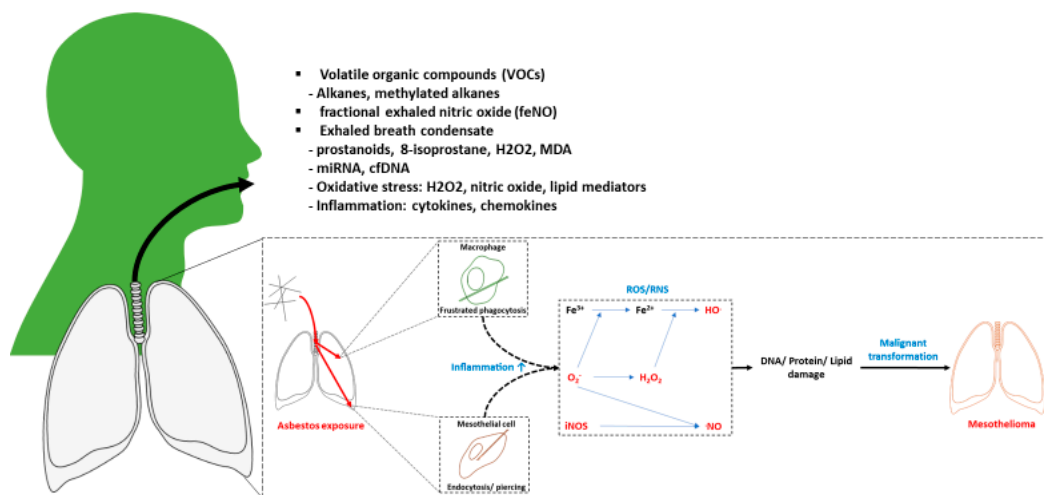 ▪ Volatile organic compounds (VOCs)
- Alkanes, methylated alkanes
▪ fractional exhaled nitric oxide (feNO)
▪ Exhaled breath condensate
- prostanoids, 8-isoprostane, H2O2, MDA
- miRNA, cfDNA
- Oxidative stress: H2O2, nitric oxide, lipid mediators
- Inflammation: cytokines, chemokines
Macrophage
Frustrated phagocytosis
Asbestos exposure
Inflammation ↑
Mesothelial cell
Endocytosis/ piercing
ROS/RNS
Fe³⁺ Fe²⁺ HO·
O₂·⁻ H₂O₂
iNOS ·NO
DNA/ Protein/ Lipid
damage
Malignant
transformation
Mesothelioma